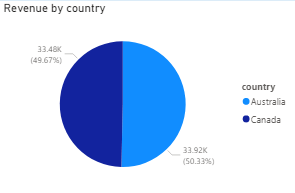 Revenue by country
33.48K
(49.67%)
country
Australia
Canada
33.92K
(50.33%)